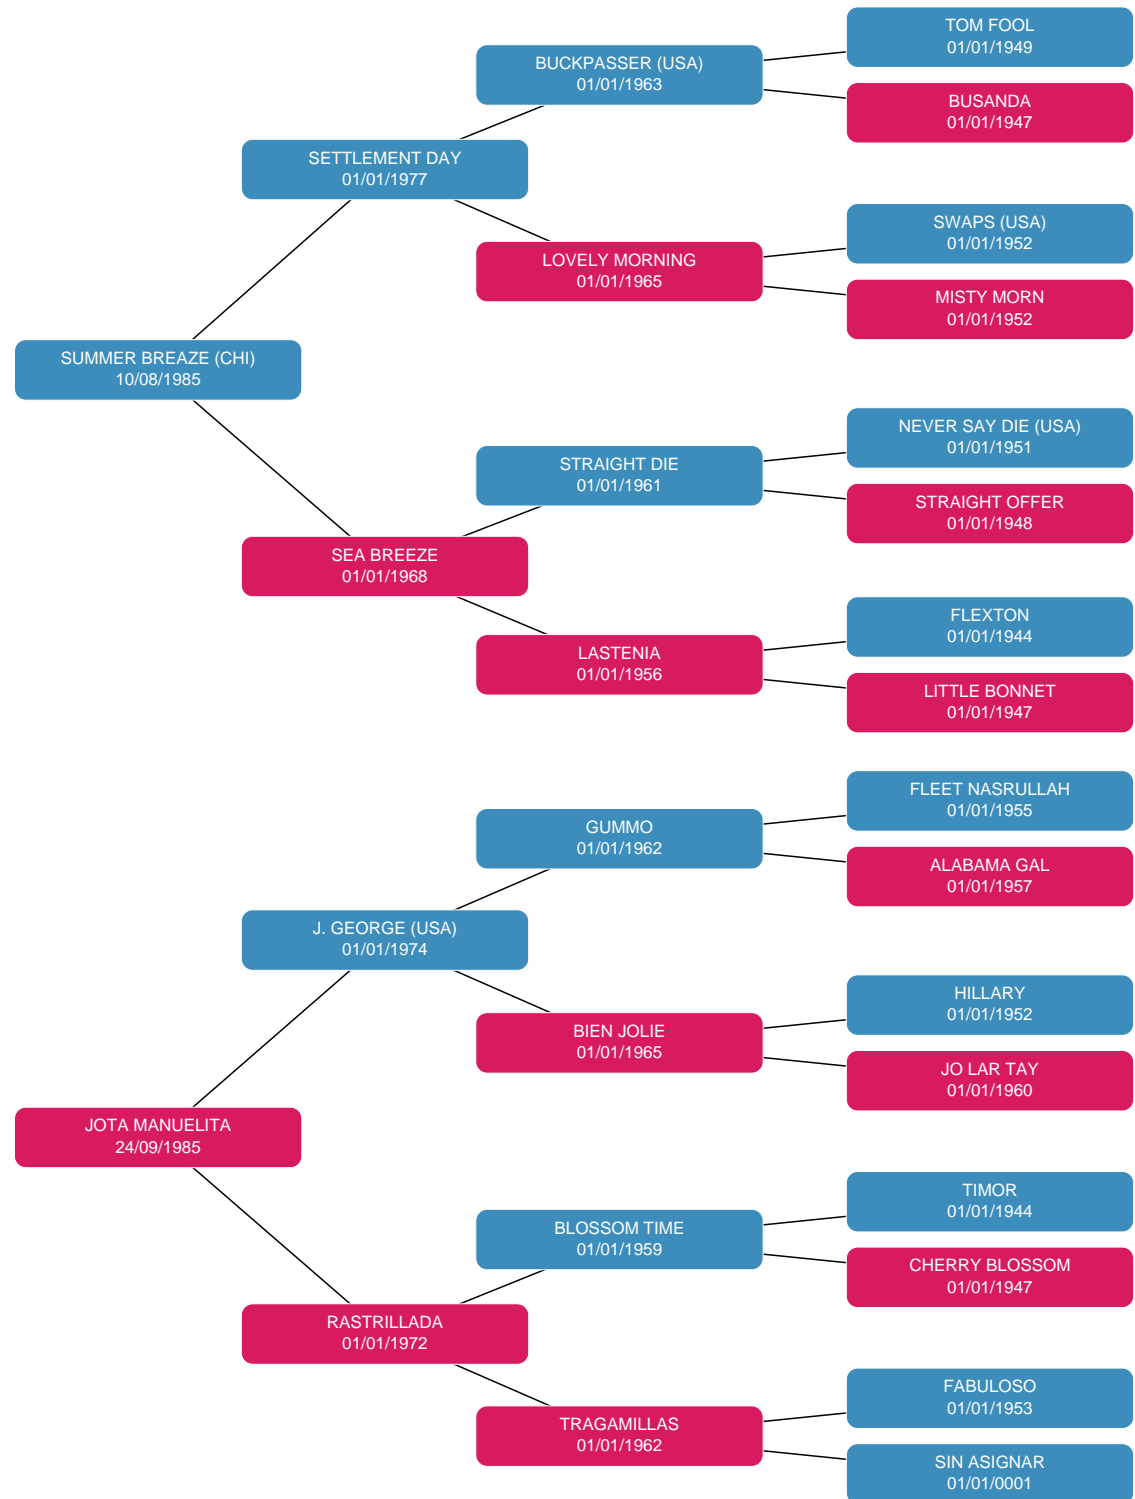 TOM FOOL
01/01/1949
BUCKPASSER (USA)
01/01/1963
BUSANDA
01/01/1947
SETTLEMENT DAY
01/01/1977
SWAPS (USA)
01/01/1952
LOVELY MORNING
01/01/1965
MISTY MORN
01/01/1952
SUMMER BREAZE (CHI)
10/08/1985
NEVER SAY DIE (USA)
01/01/1951
STRAIGHT DIE
01/01/1961
STRAIGHT OFFER
01/01/1948
SEA BREEZE
01/01/1968
FLEXTON
01/01/1944
LASTENIA
01/01/1956
LITTLE BONNET
01/01/1947
FLEET NASRULLAH
01/01/1955
GUMMO
01/01/1962
ALABAMA GAL
01/01/1957
J. GEORGE (USA)
01/01/1974
HILLARY
01/01/1952
BIEN JOLIE
01/01/1965
JO LAR TAY
01/01/1960
JOTA MANUELITA
24/09/1985
TIMOR
01/01/1944
BLOSSOM TIME
01/01/1959
CHERRY BLOSSOM
01/01/1947
RASTRILLADA
01/01/1972
FABULOSO
01/01/1953
TRAGAMILLAS
01/01/1962
SIN ASIGNAR
01/01/0001